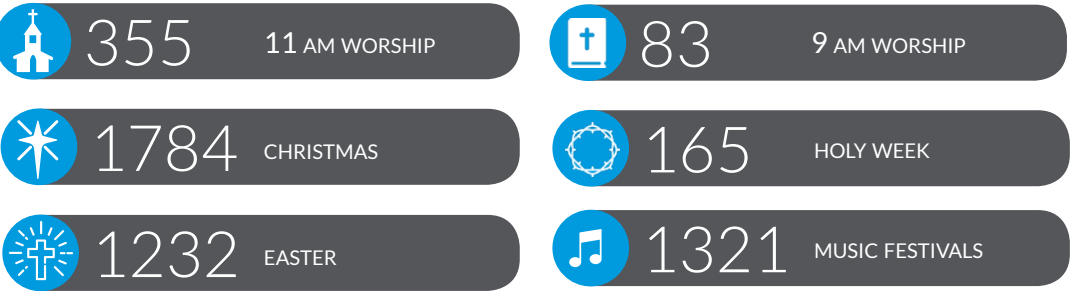 355 11 AM WORSHIP
83 9 AM WORSHIP
1784 CHRISTMAS
165 HOLY WEEK
1232 EASTER
1321 MUSIC FESTIVALS